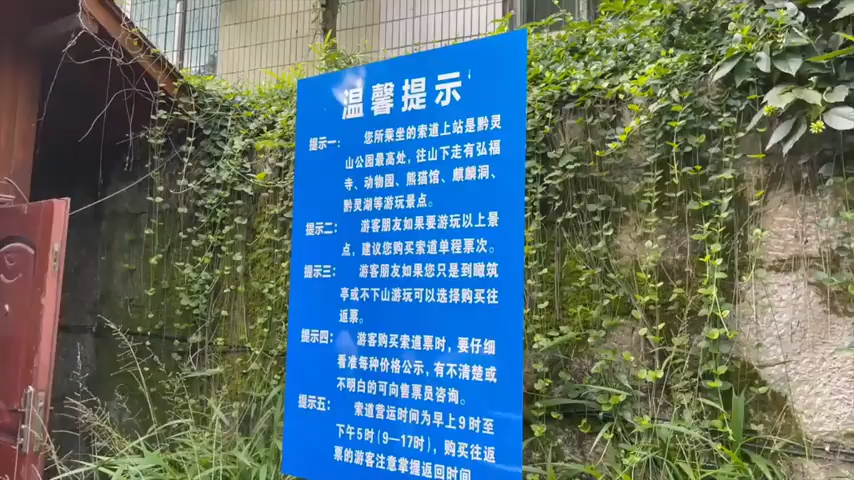 温馨提示
提示一： 您所乘坐的索道上站是黔灵
山公园最高处，往山下走有弘福
寺、动物园、熊猫馆、麒麟洞、
黔灵湖等游玩景点。
提示二： 游客朋友如果要游玩以上景
点，建议您购买索道单程票次。
提示三： 游客朋友如果您只是到瞰筑
亭或不下山游玩可以选择购买往
返票。
提示四： 游客购买索道票时，要仔细
看准每种价格公示，有不清楚或
不明白的可向售票员咨询。
提示五： 索道营运时间为早上9时至
下午5时(9—17时)，购买往返
票的游客注意掌握返回时间